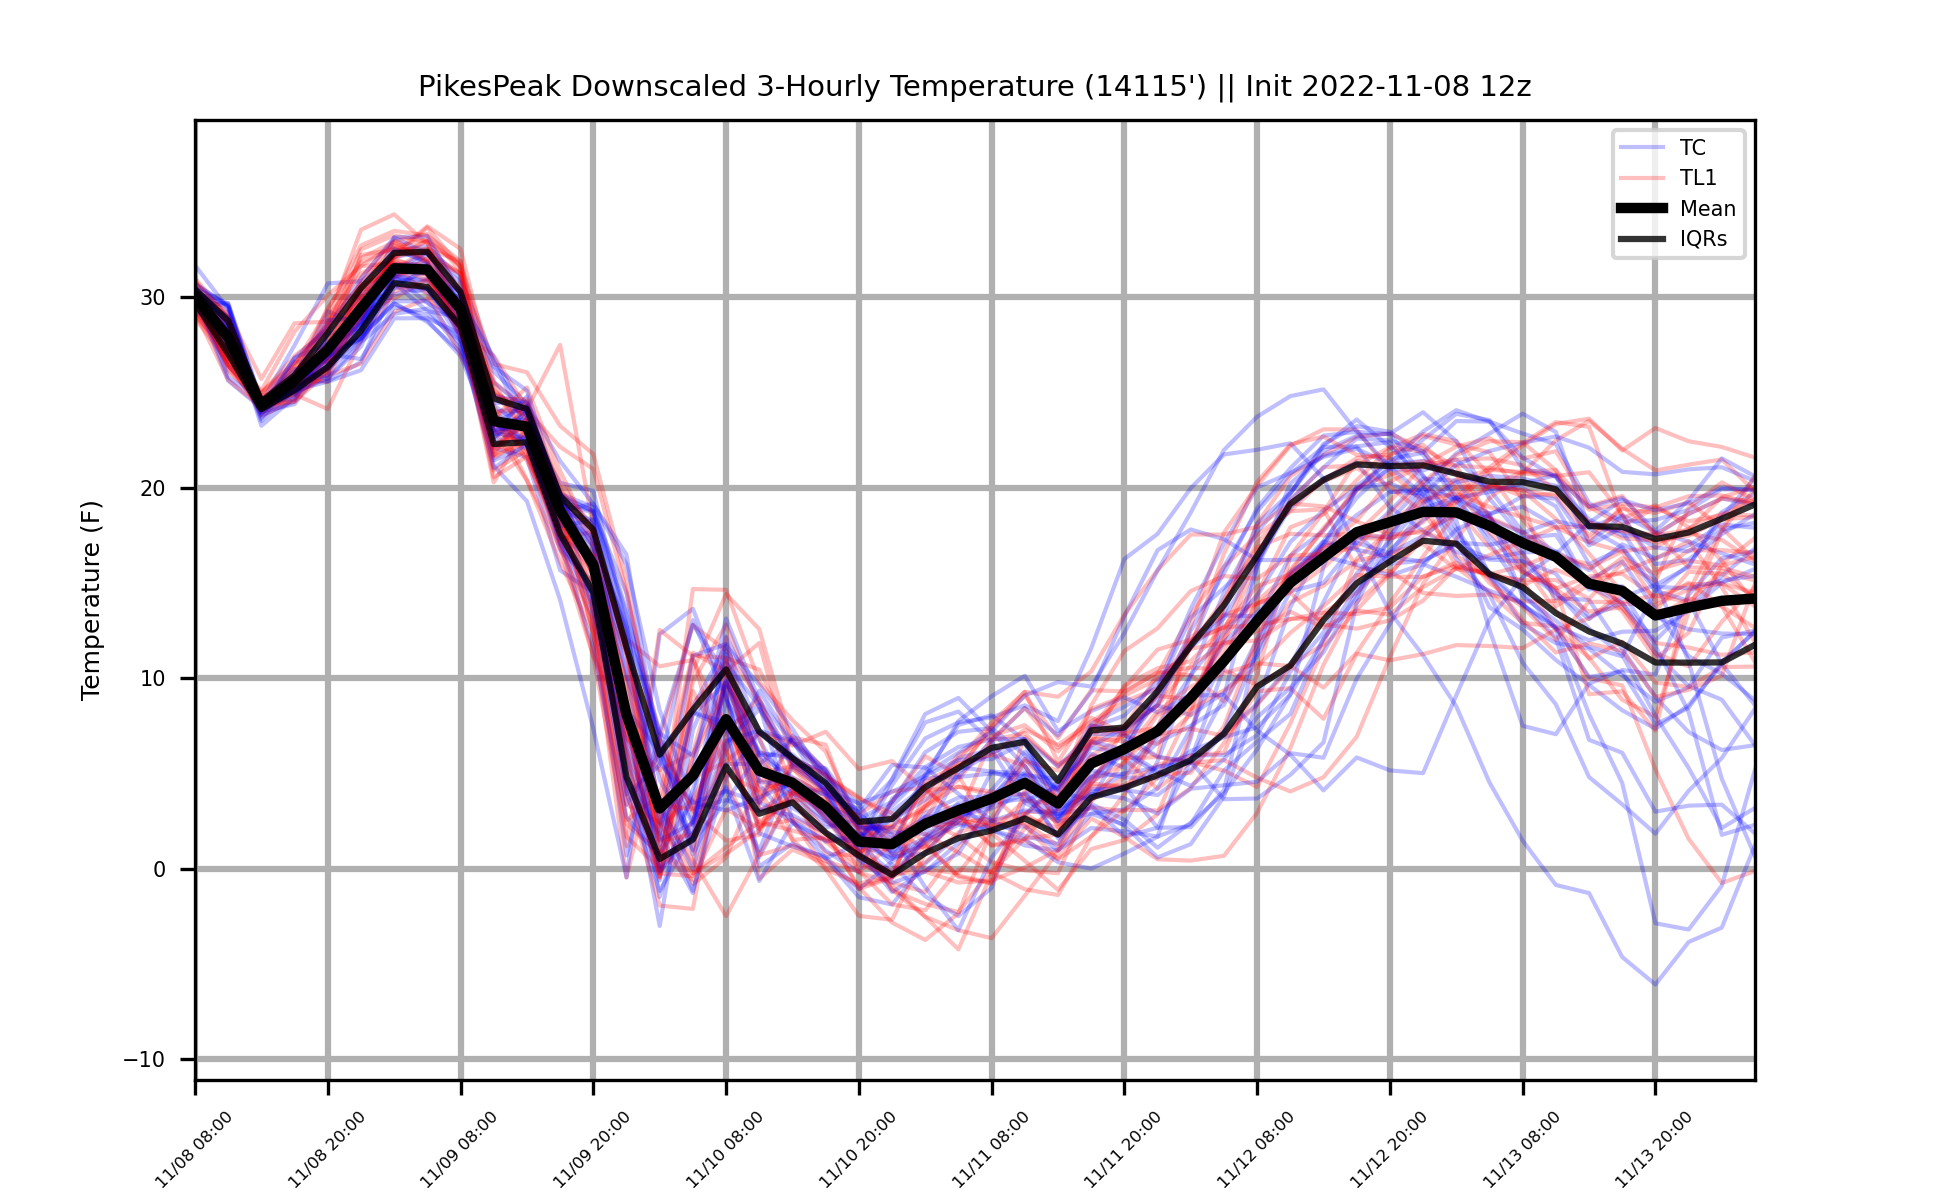 PikesPeak Downscaled 3-Hourly Temperature (14115') || Init 2022-11-08 12z
TC
TL1
Mean
IQRs
Temperature (F)
30
20
10
0
−10
11/08 08:00
11/08 20:00
11/09 08:00
11/09 20:00
11/10 08:00
11/10 20:00
11/11 08:00
11/11 20:00
11/12 08:00
11/12 20:00
11/13 08:00
11/13 20:00